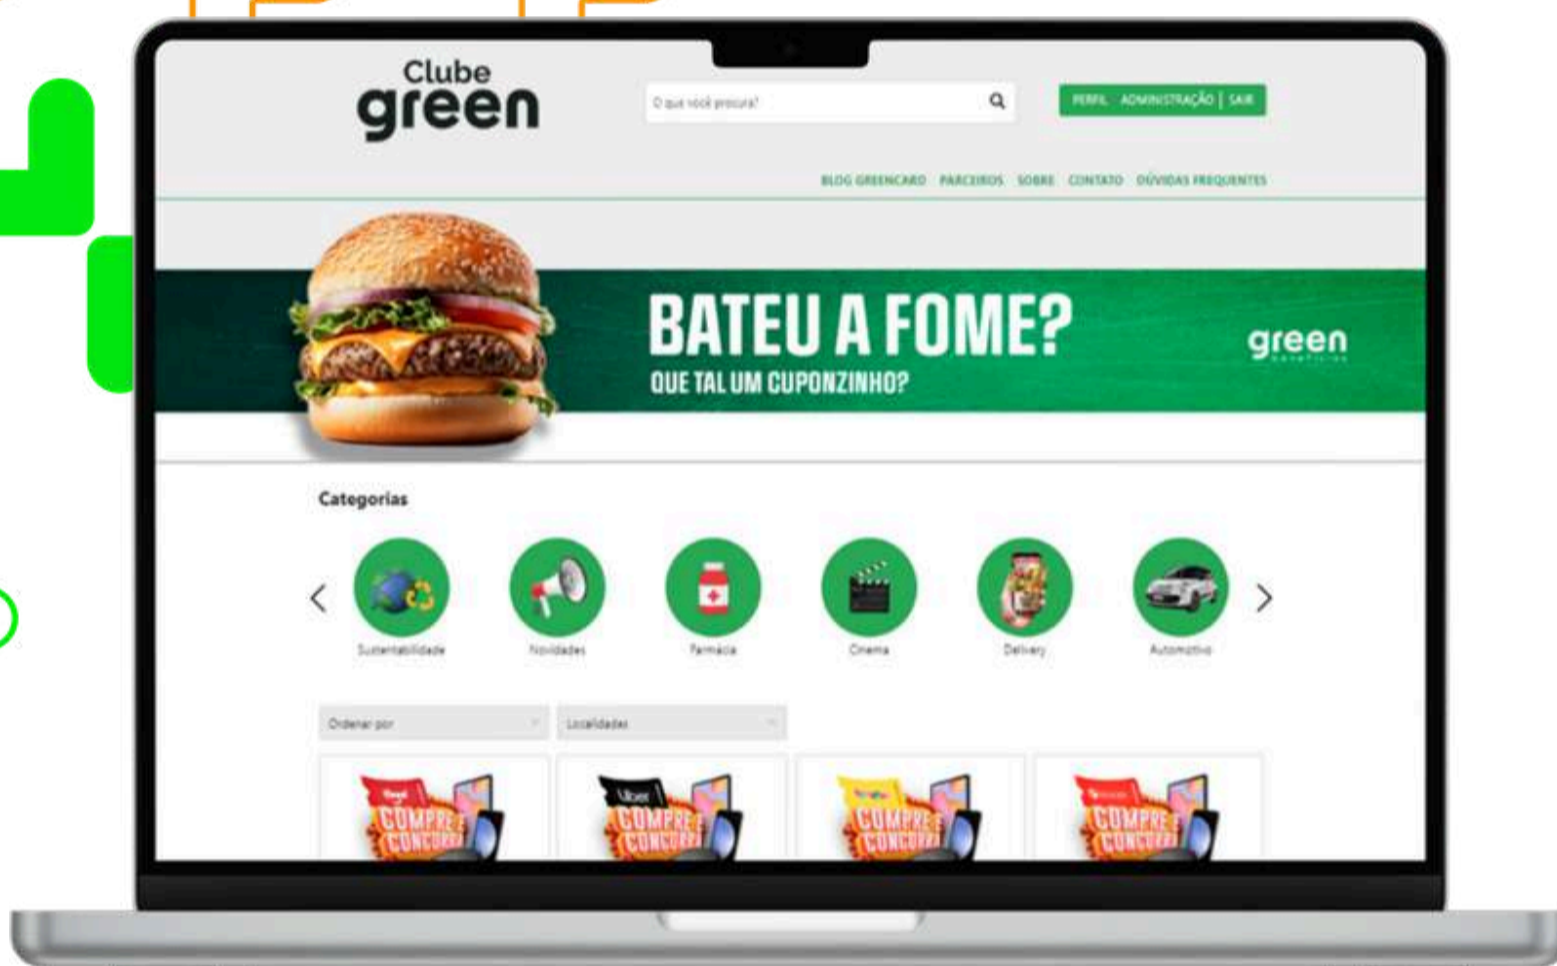 Clube
green
O que você procura?
PERFIL ADMINISTRAÇÃO | SAIR
BLOG GREENCARD PARCEIROS SOBRE CONTATO DÚVIDAS FREQUENTES
BATEU A FOME?
QUE TAL UM CUPONZINHO?
green
benefícios
Categorias
Sustentabilidade Novidades Farmácia Cinema Delivery Automotivo
Ordenar por Localidades
Uber
COMPRE E COMPRE E COMPRE E COMPRE E
CONCORRA CONCORRA CONCORRA CONCORRA